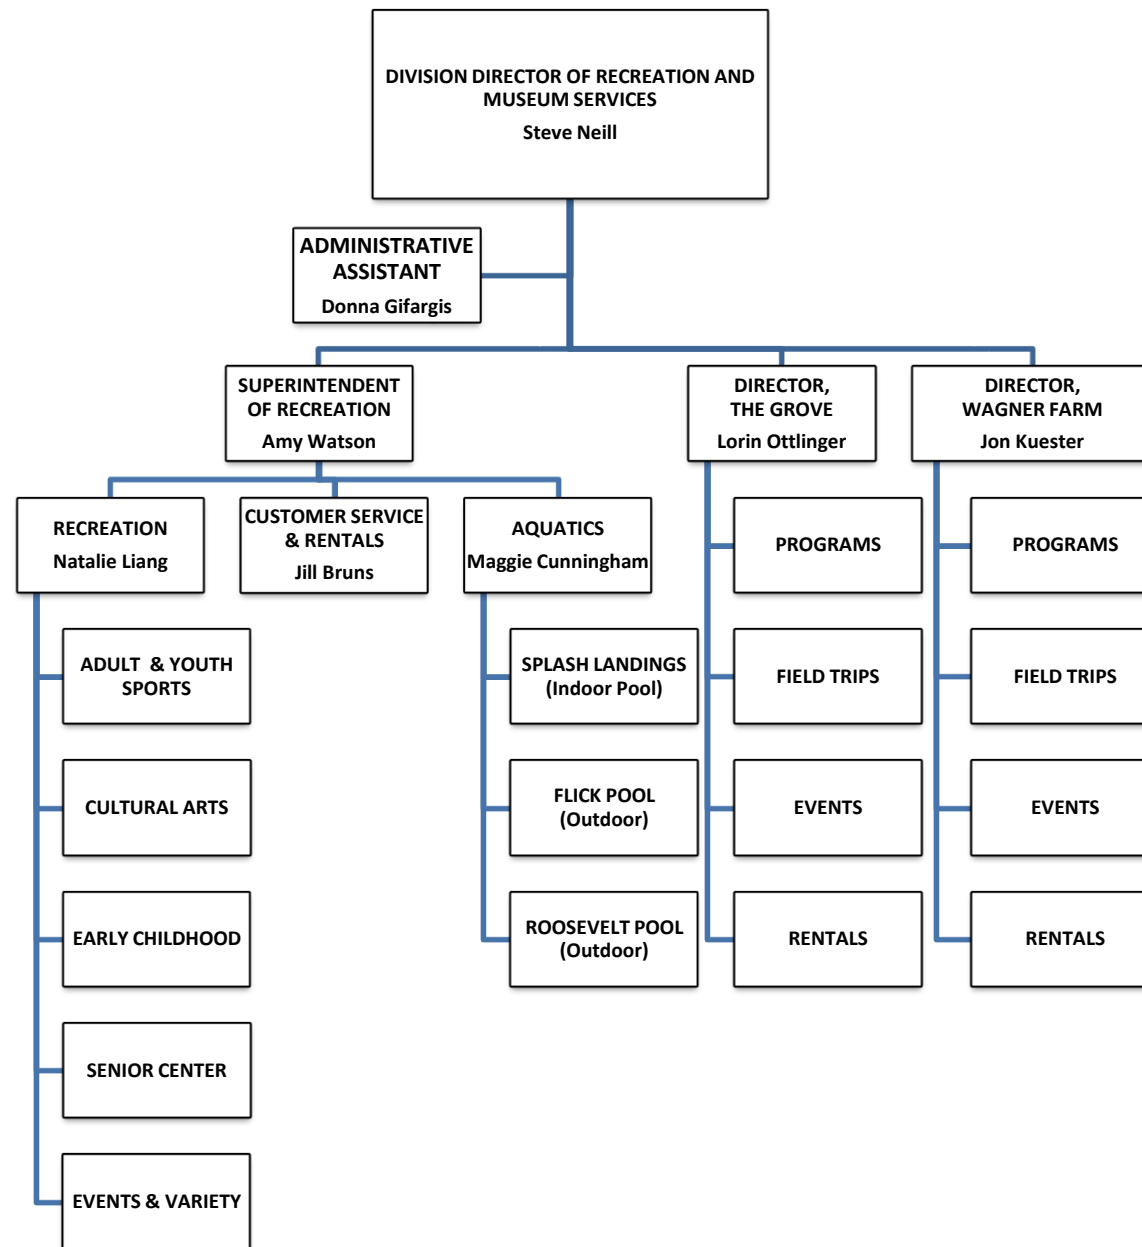 DIVISION DIRECTOR OF RECREATION AND
MUSEUM SERVICES
Steve Neill
ADMINISTRATIVE
ASSISTANT
Donna Gifargis
SUPERINTENDENT
OF RECREATION
Amy Watson
DIRECTOR,
THE GROVE
Lorin Ottlinger
DIRECTOR,
WAGNER FARM
Jon Kuester
RECREATION
Natalie Liang
CUSTOMER SERVICE
& RENTALS
Jill Bruns
AQUATICS
Maggie Cunningham
PROGRAMS
PROGRAMS
ADULT & YOUTH
SPORTS
SPLASH LANDINGS
(Indoor Pool)
FIELD TRIPS
FIELD TRIPS
CULTURAL ARTS
FLICK POOL
(Outdoor)
EVENTS
EVENTS
EARLY CHILDHOOD
ROOSEVELT POOL
(Outdoor)
RENTALS
RENTALS
SENIOR CENTER
EVENTS & VARIETY